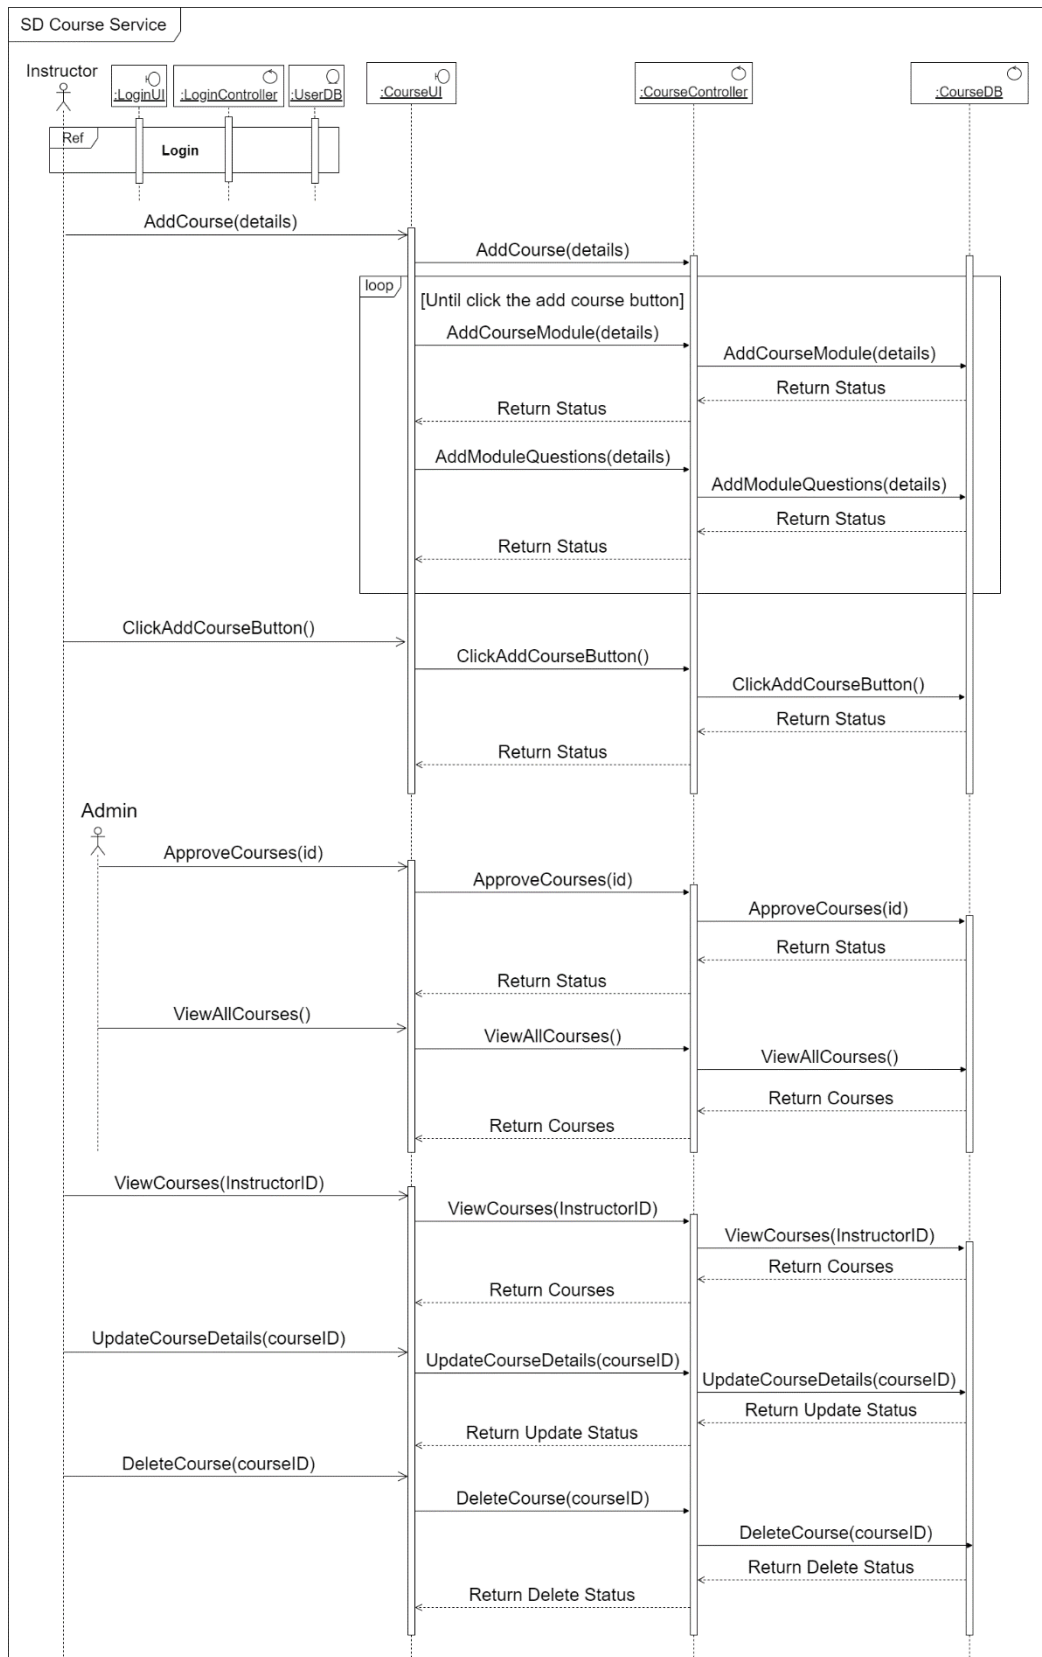 SD Course Service
Instructor
:LoginUI
:LoginController
:UserDB
:CourseUI
:CourseController
:CourseDB
Ref
Login
AddCourse(details)
AddCourse(details)
loop
[Until click the add course button]
AddCourseModule(details)
AddCourseModule(details)
Return Status
Return Status
AddModuleQuestions(details)
AddModuleQuestions(details)
Return Status
Return Status
ClickAddCourseButton()
ClickAddCourseButton()
ClickAddCourseButton()
Return Status
Return Status
Admin
ApproveCourses(id)
ApproveCourses(id)
ApproveCourses(id)
Return Status
Return Status
ViewAllCourses()
ViewAllCourses()
ViewAllCourses()
Return Courses
Return Courses
ViewCourses(InstructorID)
ViewCourses(InstructorID)
ViewCourses(InstructorID)
Return Courses
Return Courses
UpdateCourseDetails(courseID)
UpdateCourseDetails(courseID)
UpdateCourseDetails(courseID)
Return Update Status
Return Update Status
DeleteCourse(courseID)
DeleteCourse(courseID)
DeleteCourse(courseID)
Return Delete Status
Return Delete Status